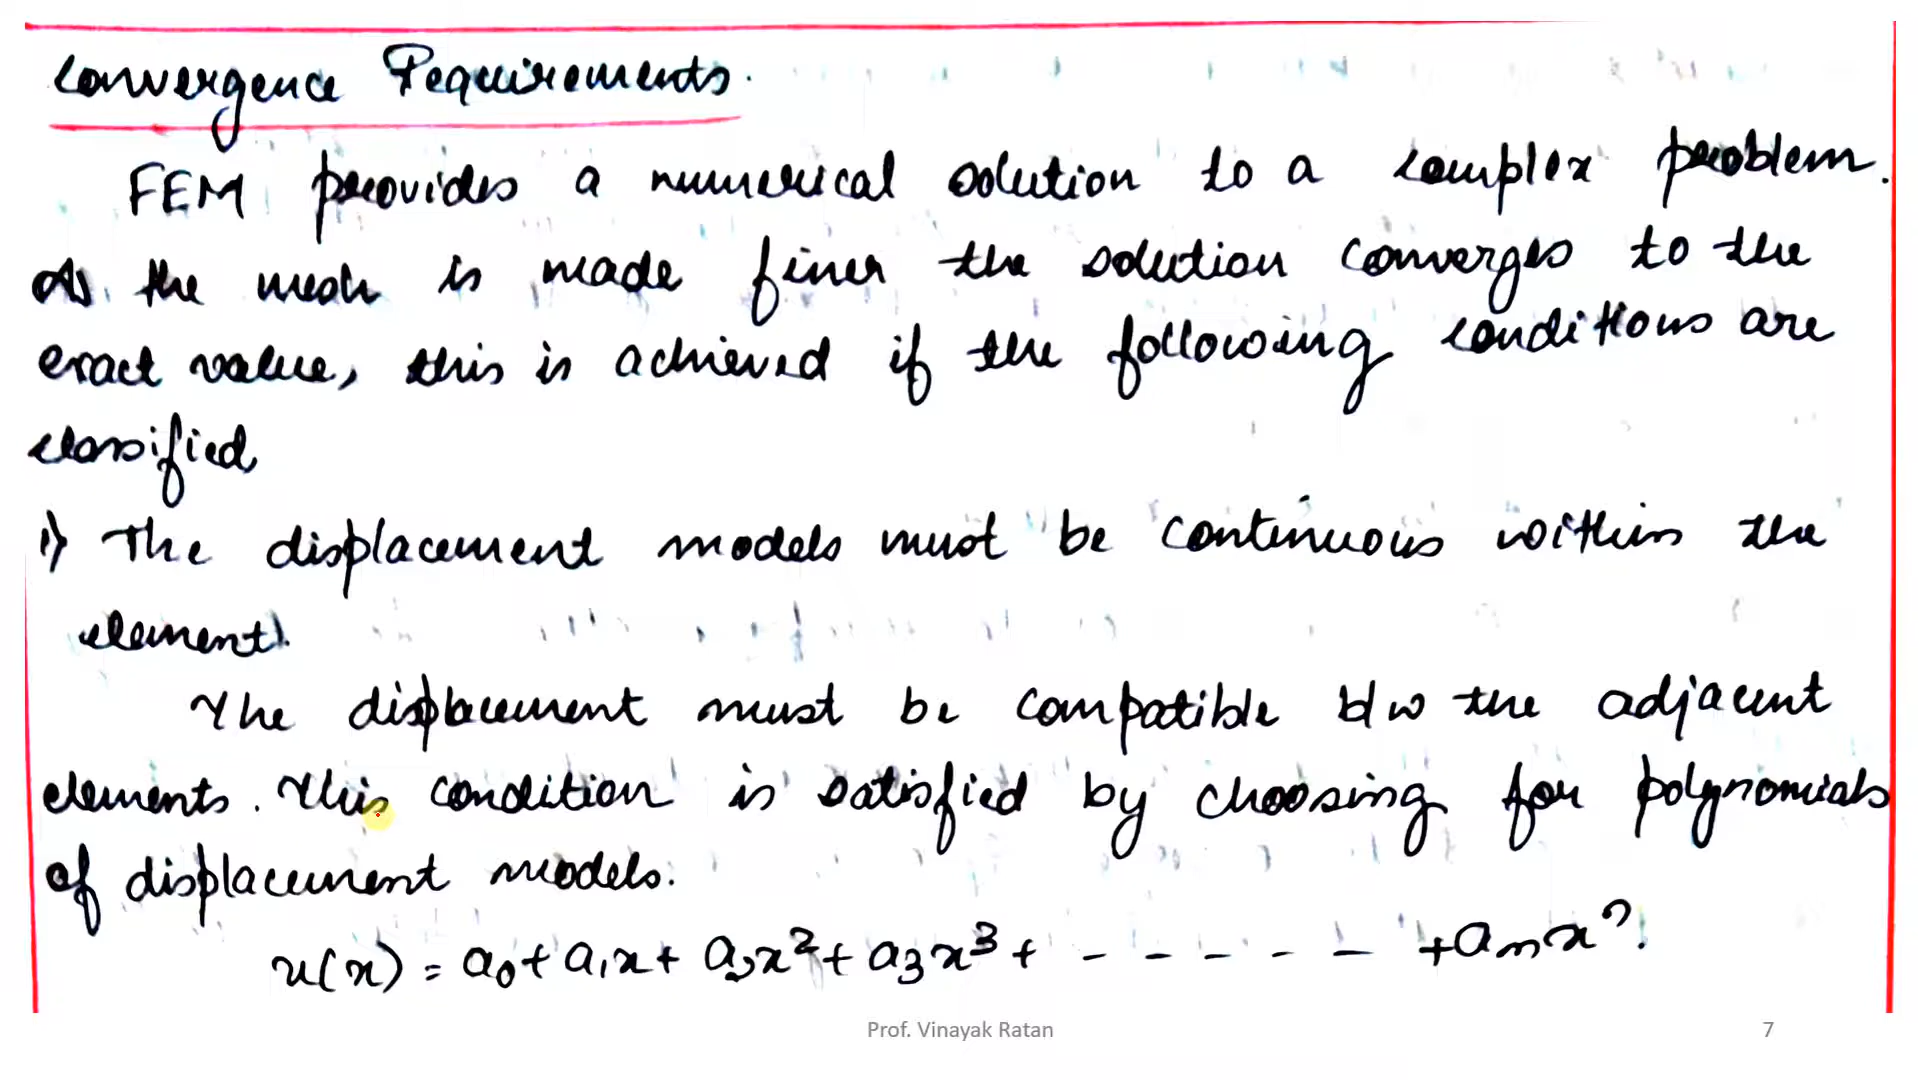 Convergence Requirements.
FEM provides a numerical solution to a complex problem.
As the mesh is made finer the solution converges to the
exact value, this is achieved if the following conditions are
classified
1) The displacement models must be continuous within the
element.
The displacement must be compatible b/w the adjacent
elements. This condition is satisfied by choosing for polynomials
of displacement models.
u(x) = a₀ + a₁x + a₂x² + a₃x³ + - - - - - + aₙxⁿ.
Prof. Vinayak Ratan
7